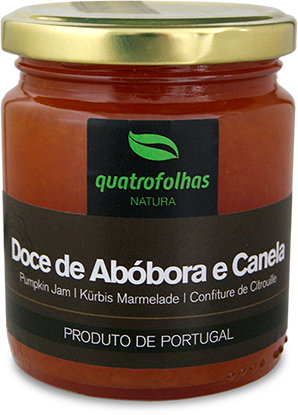 quatrofolhas
NATURA
Doce de Abóbora e Canela
Pumpkin Jam | Kürbis Marmelade | Confiture de Citrouille
PRODUTO DE PORTUGAL